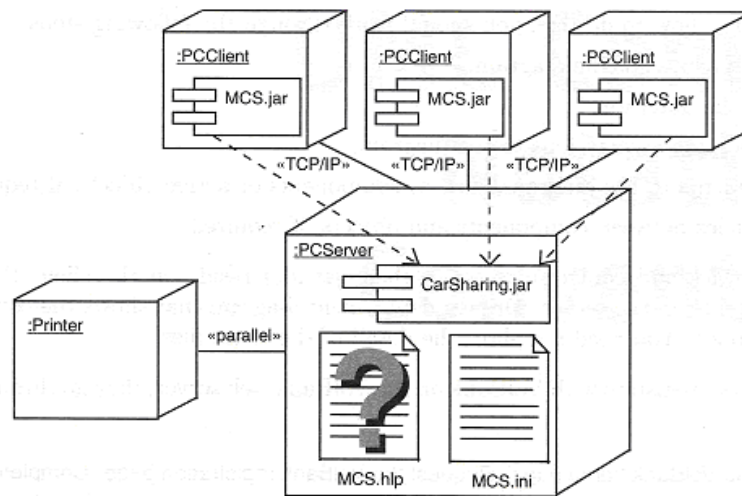 :PCClient
:PCClient
:PCClient
MCS.jar
MCS.jar
MCS.jar
«TCP/IP»
«TCP/IP»
«TCP/IP»
:PCServer
CarSharing.jar
:Printer
«parallel»
?
MCS.hlp
MCS.ini